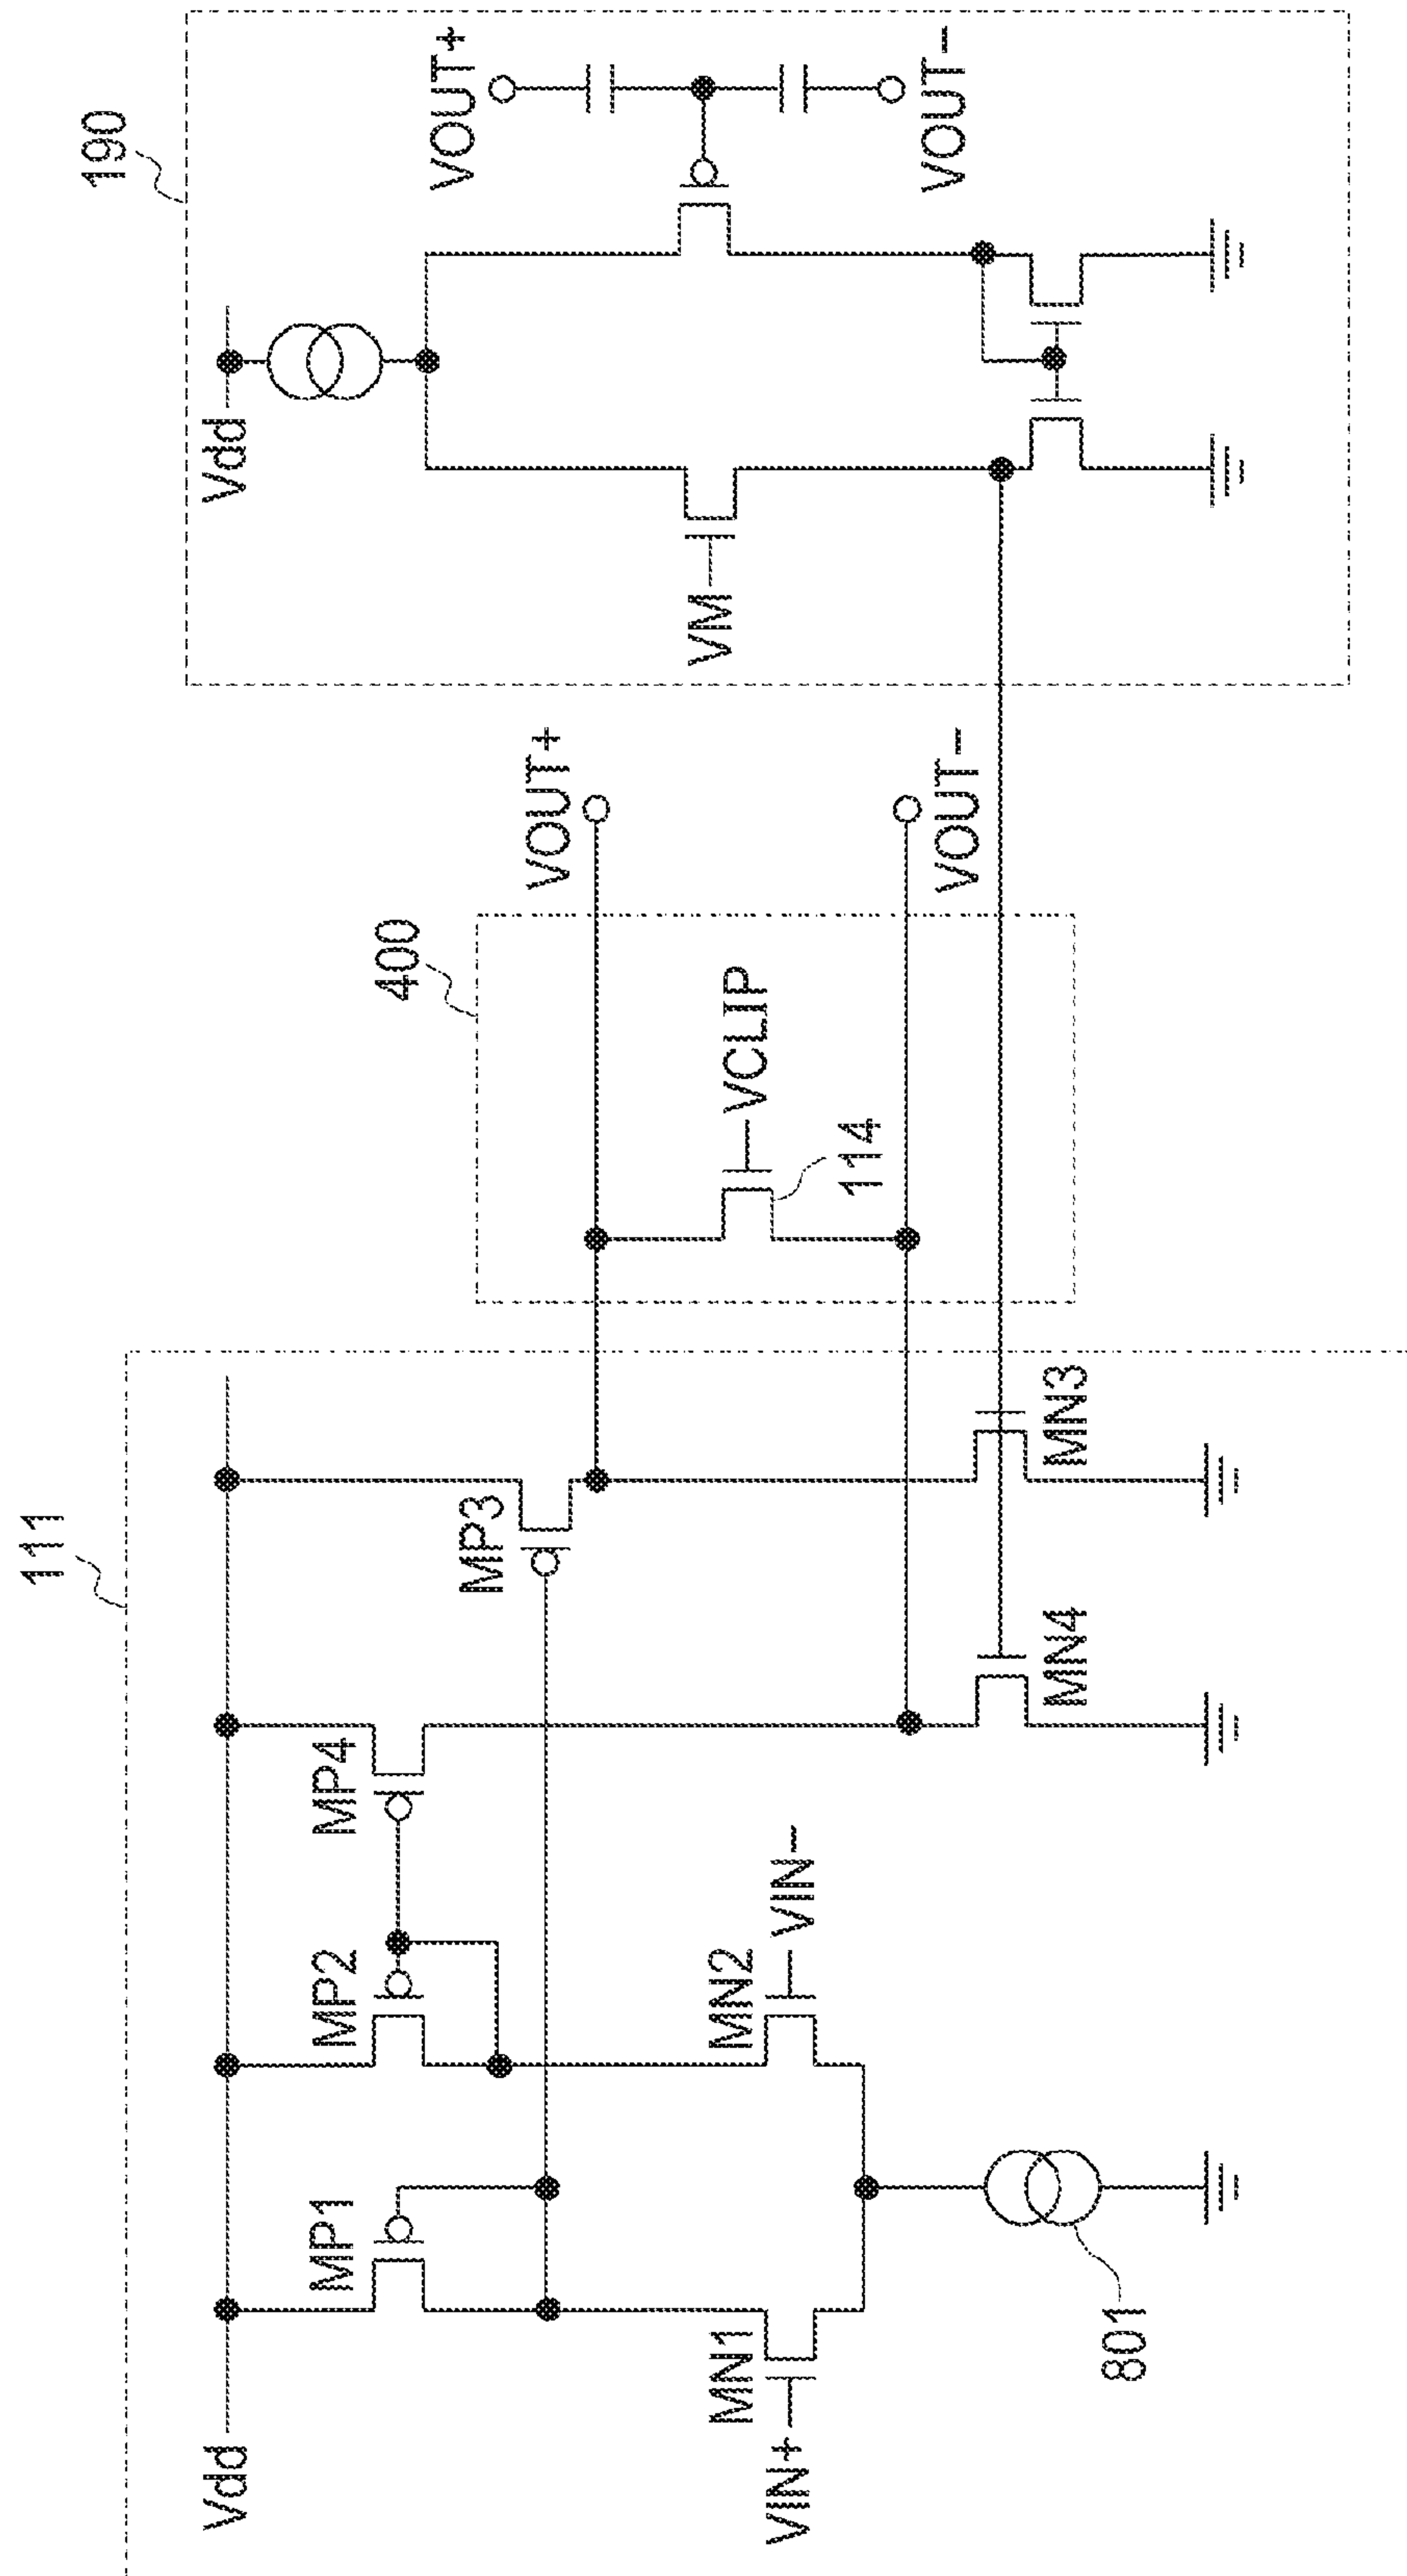 111
Vdd
MP1
MP2
MP4
MP3
VIN+
MN1
MN2
VIN−
MN4
MN3
801
400
VOUT+
VCLIP
114
VOUT−
190
Vdd
VOUT+
VM
VOUT−